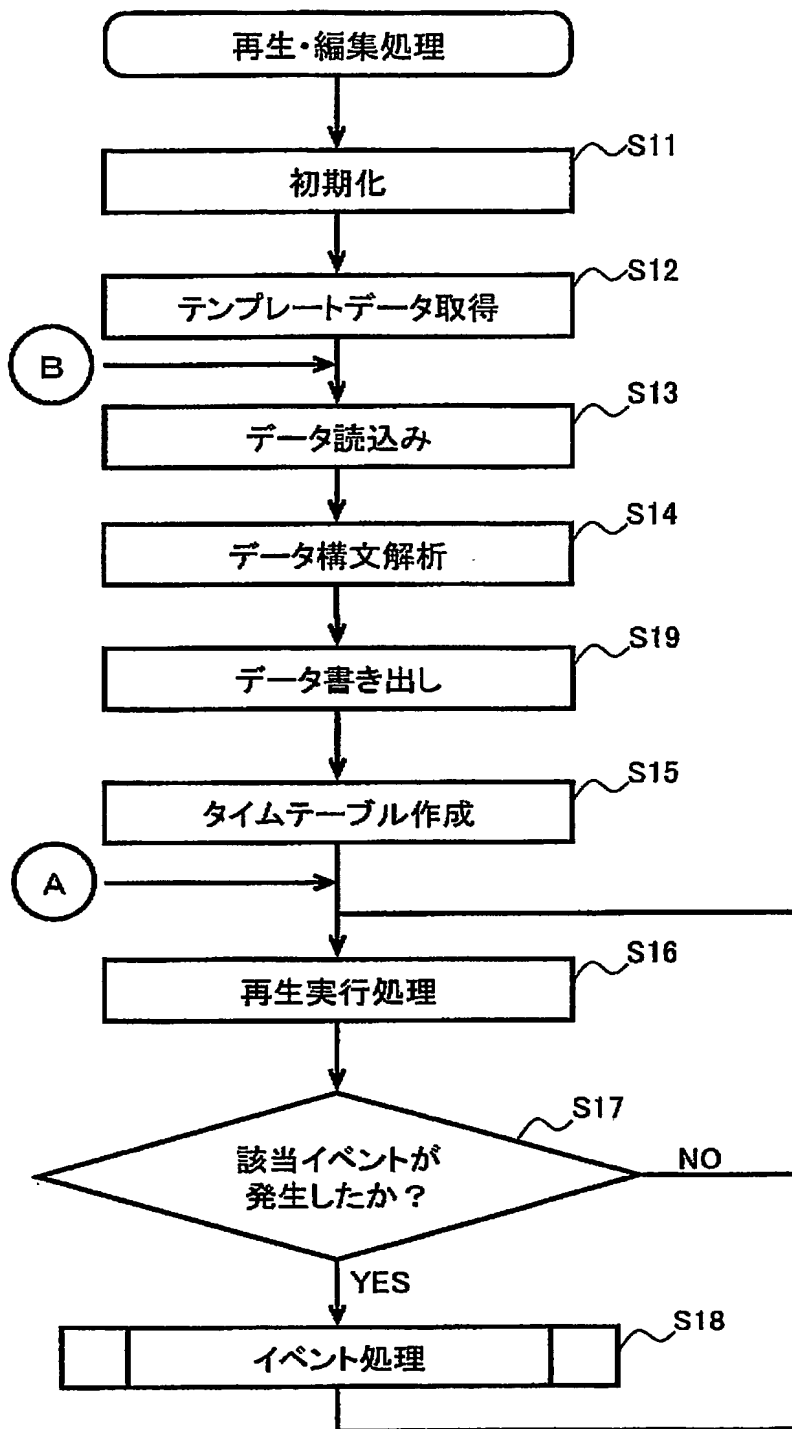 再生・編集処理
S11
初期化
S12
テンプレートデータ取得
B
S13
データ読込み
S14
データ構文解析
S19
データ書き出し
S15
タイムテーブル作成
A
S16
再生実行処理
S17
該当イベントが
発生したか？
NO
YES
S18
イベント処理